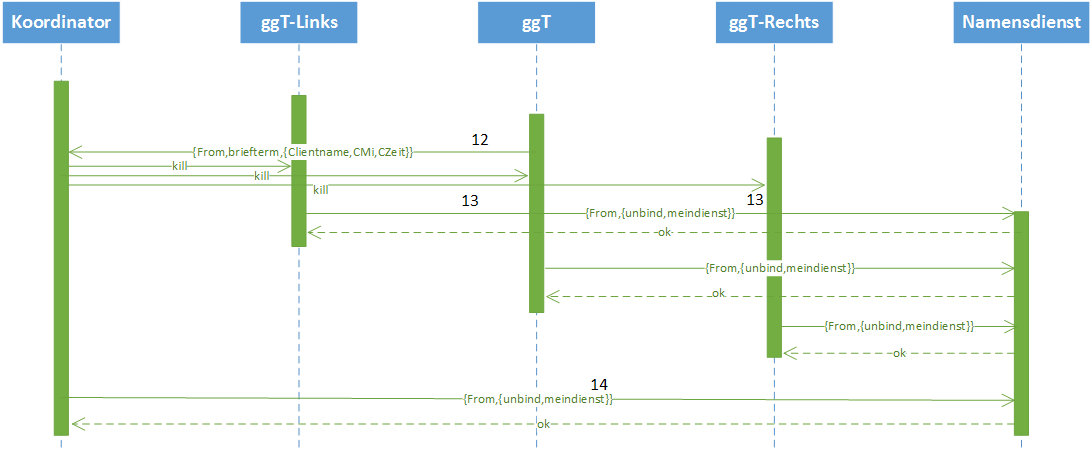 Koordinator
ggT-Links
ggT
ggT-Rechts
Namensdienst
12
{From,briefterm,{Clientname,CMi,CZeit}}
kill
kill
kill
13
13
{From,{unbind,meindienst}}
ok
{From,{unbind,meindienst}}
ok
{From,{unbind,meindienst}}
ok
14
{From,{unbind,meindienst}}
ok